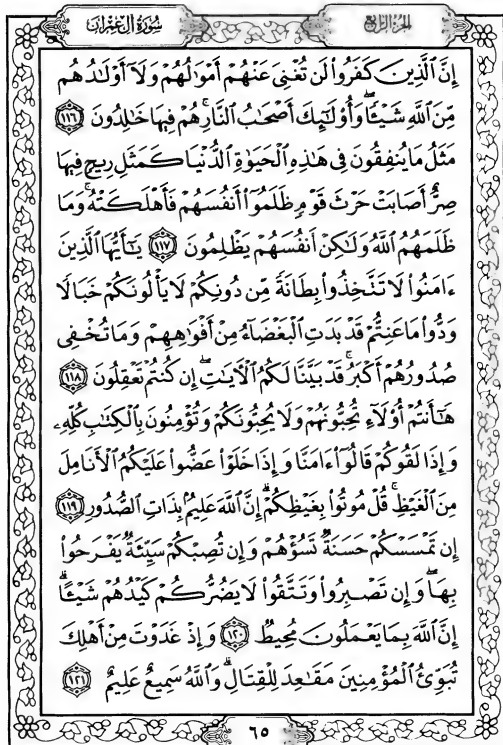 سُورَةُ آلِ عِمْرَان
الجُزْءُ الرَّابِعُ
إِنَّ ٱلَّذِينَ كَفَرُوا۟ لَن تُغْنِىَ عَنْهُمْ أَمْوَٰلُهُمْ وَلَآ أَوْلَٰدُهُم
مِّنَ ٱللَّهِ شَيْـًٔا ۖ وَأُو۟لَٰٓئِكَ أَصْحَٰبُ ٱلنَّارِ ۚ هُمْ فِيهَا خَٰلِدُونَ ١١٦
مَثَلُ مَا يُنفِقُونَ فِى هَٰذِهِ ٱلْحَيَوٰةِ ٱلدُّنْيَا كَمَثَلِ رِيحٍ فِيهَا
صِرٌّ أَصَابَتْ حَرْثَ قَوْمٍ ظَلَمُوٓا۟ أَنفُسَهُمْ فَأَهْلَكَتْهُ ۚ وَمَا
ظَلَمَهُمُ ٱللَّهُ وَلَٰكِنْ أَنفُسَهُمْ يَظْلِمُونَ ١١٧ يَٰٓأَيُّهَا ٱلَّذِينَ
ءَامَنُوا۟ لَا تَتَّخِذُوا۟ بِطَانَةً مِّن دُونِكُمْ لَا يَأْلُونَكُمْ خَبَالًا
وَدُّوا۟ مَا عَنِتُّمْ قَدْ بَدَتِ ٱلْبَغْضَآءُ مِنْ أَفْوَٰهِهِمْ وَمَا تُخْفِى
صُدُورُهُمْ أَكْبَرُ ۚ قَدْ بَيَّنَّا لَكُمُ ٱلْـَٔايَٰتِ ۖ إِن كُنتُمْ تَعْقِلُونَ ١١٨
هَٰٓأَنتُمْ أُو۟لَآءِ تُحِبُّونَهُمْ وَلَا يُحِبُّونَكُمْ وَتُؤْمِنُونَ بِٱلْكِتَٰبِ كُلِّهِۦ
وَإِذَا لَقُوكُمْ قَالُوٓا۟ ءَامَنَّا وَإِذَا خَلَوْا۟ عَضُّوا۟ عَلَيْكُمُ ٱلْأَنَامِلَ
مِنَ ٱلْغَيْظِ ۚ قُلْ مُوتُوا۟ بِغَيْظِكُمْ ۗ إِنَّ ٱللَّهَ عَلِيمٌۢ بِذَاتِ ٱلصُّدُورِ ١١٩
إِن تَمْسَسْكُمْ حَسَنَةٌ تَسُؤْهُمْ وَإِن تُصِبْكُمْ سَيِّئَةٌ يَفْرَحُوا۟
بِهَا ۖ وَإِن تَصْبِرُوا۟ وَتَتَّقُوا۟ لَا يَضُرُّكُمْ كَيْدُهُمْ شَيْـًٔا ۗ
إِنَّ ٱللَّهَ بِمَا يَعْمَلُونَ مُحِيطٌ ١٢٠ وَإِذْ غَدَوْتَ مِنْ أَهْلِكَ
تُبَوِّئُ ٱلْمُؤْمِنِينَ مَقَٰعِدَ لِلْقِتَالِ ۗ وَٱللَّهُ سَمِيعٌ عَلِيمٌ ١٢١
٦٥